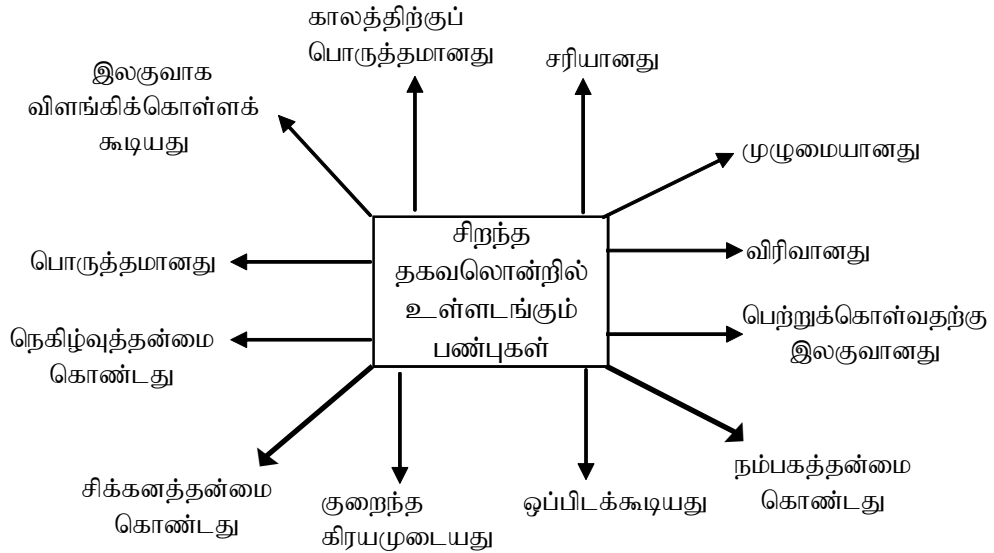 காலத்திற்குப்
பொருத்தமானது
சரியானது
இலகுவாக
விளங்கிக்கொள்ளக்
கூடியது
முழுமையானது
சிறந்த
தகவலொன்றில்
உள்ளடங்கும்
பண்புகள்
விரிவானது
பொருத்தமானது
பெற்றுக்கொள்வதற்கு
இலகுவானது
நெகிழ்வுத்தன்மை
கொண்டது
நம்பகத்தன்மை
கொண்டது
சிக்கனத்தன்மை
கொண்டது
குறைந்த
கிரயமுடையது
ஒப்பிடக்கூடியது